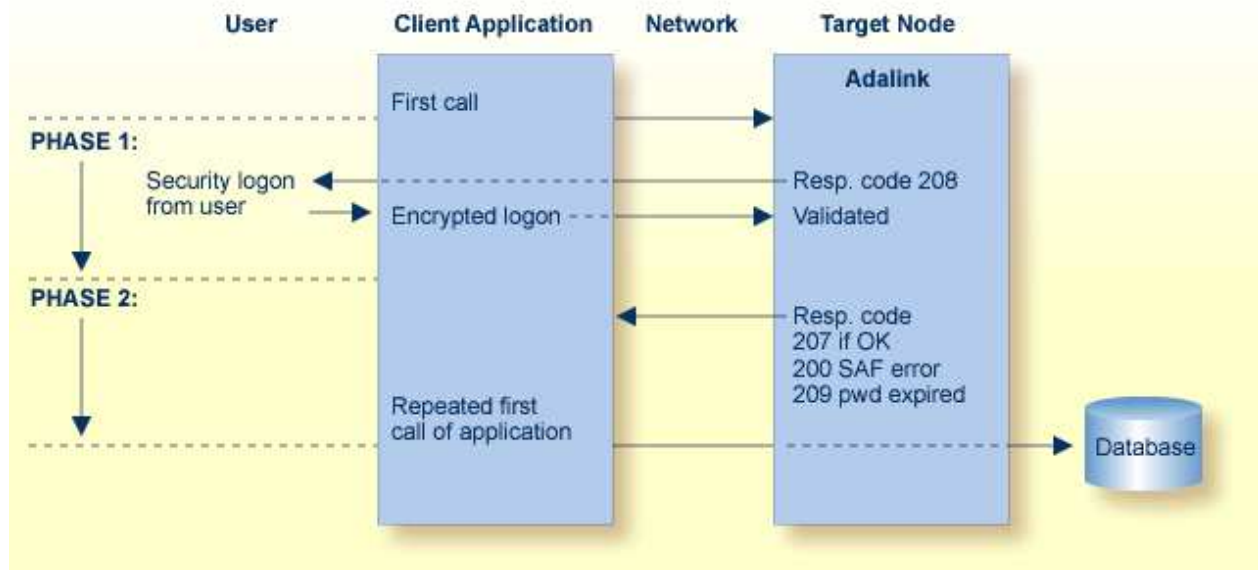 User
Client Application
Network
Target Node
Adalink
First call
PHASE 1:
Security logon
from user
Resp. code 208
Encrypted logon
Validated
PHASE 2:
Resp. code
207 if OK
200 SAF error
209 pwd expired
Repeated first
call of application
Database